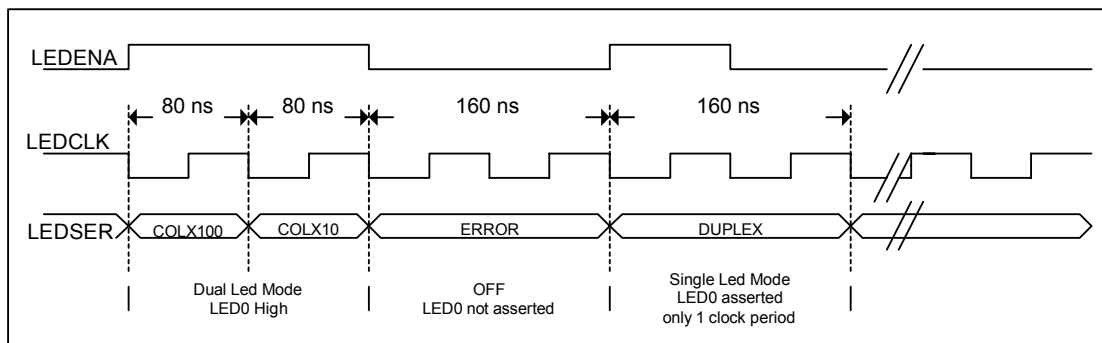 LEDENA
80 ns
80 ns
160 ns
160 ns
LEDCLK
LEDSER
COLX100
COLX10
ERROR
DUPLEX
Dual Led Mode
LED0 High
OFF
LED0 not asserted
Single Led Mode
LED0 asserted
only 1 clock period